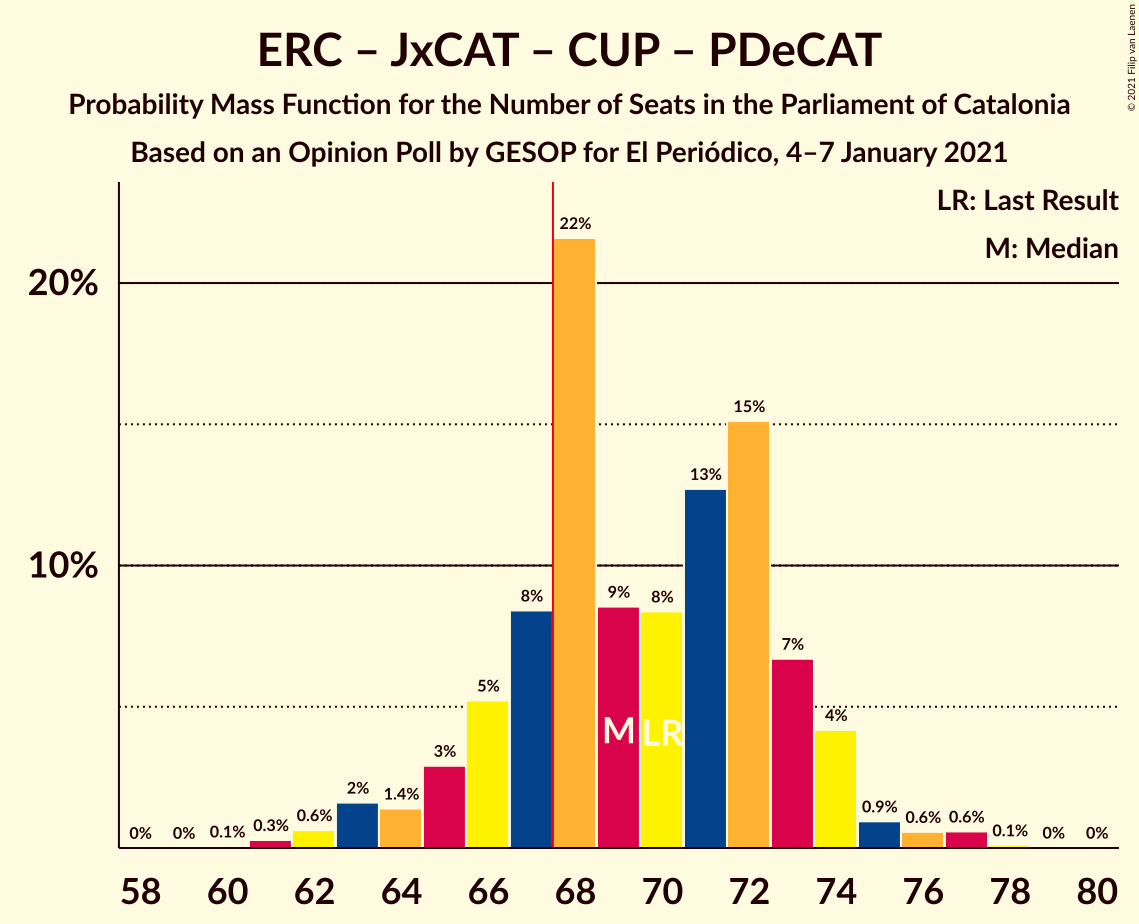 ERC – JxCAT – CUP – PDeCAT
Probability Mass Function for the Number of Seats in the Parliament of Catalonia
Based on an Opinion Poll by GESOP for El Periódico, 4–7 January 2021
© 2021 Filip van Laenen
LR: Last Result
M: Median
20%
10%
0% 0% 0.1% 0.3% 0.6% 2% 1.4% 3% 5% 8% 22% 9% 8% 13% 15% 7% 4% 0.9% 0.6% 0.6% 0.1% 0% 0%
M LR
58 60 62 64 66 68 70 72 74 76 78 80